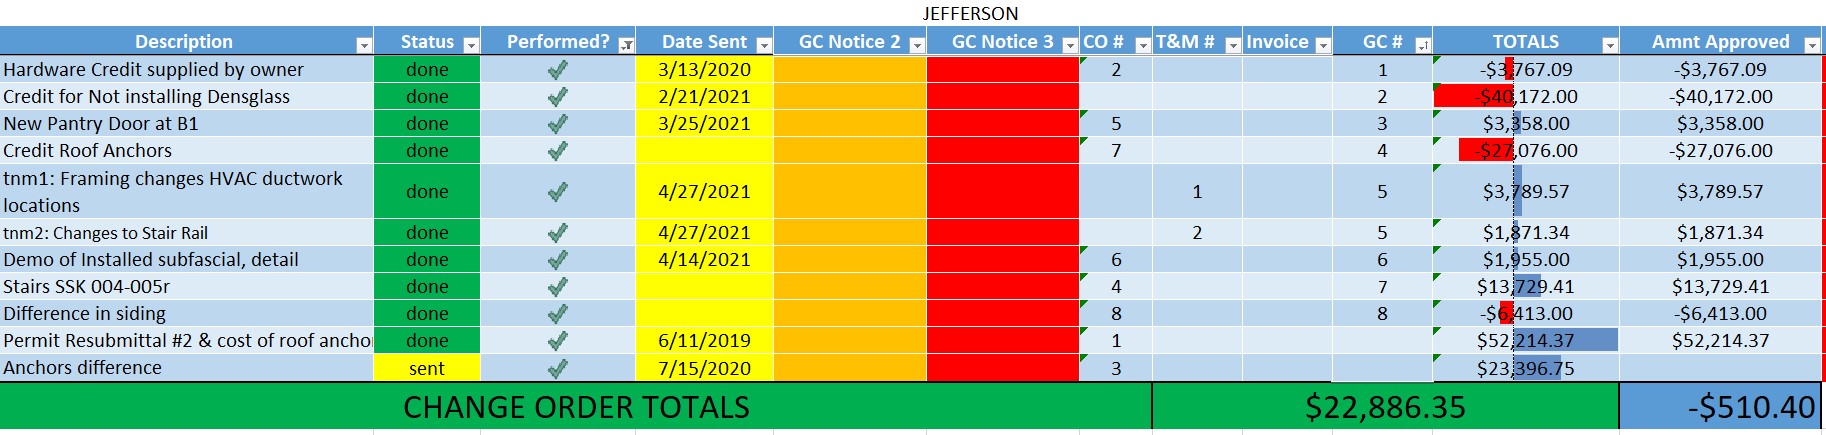 JEFFERSON
Description Status Performed? Date Sent GC Notice 2 GC Notice 3 CO # T&M # Invoice GC # TOTALS Amnt Approved
Hardware Credit supplied by owner done 3/13/2020 2 1 -$3,767.09 -$3,767.09
Credit for Not installing Densglass done 2/21/2021 2 -$40,172.00 -$40,172.00
New Pantry Door at B1 done 3/25/2021 5 3 $3,358.00 $3,358.00
Credit Roof Anchors done 7 4 -$27,076.00 -$27,076.00
tnm1: Framing changes HVAC ductwork
locations done 4/27/2021 1 5 $3,789.57 $3,789.57
tnm2: Changes to Stair Rail done 4/27/2021 2 5 $1,871.34 $1,871.34
Demo of Installed subfascial, detail done 4/14/2021 6 6 $1,955.00 $1,955.00
Stairs SSK 004-005r done 4 7 $13,729.41 $13,729.41
Difference in siding done 8 8 -$6,413.00 -$6,413.00
Permit Resubmittal #2 & cost of roof ancho done 6/11/2019 1 $52,214.37 $52,214.37
Anchors difference sent 7/15/2020 3 $23,396.75
CHANGE ORDER TOTALS $22,886.35 -$510.40